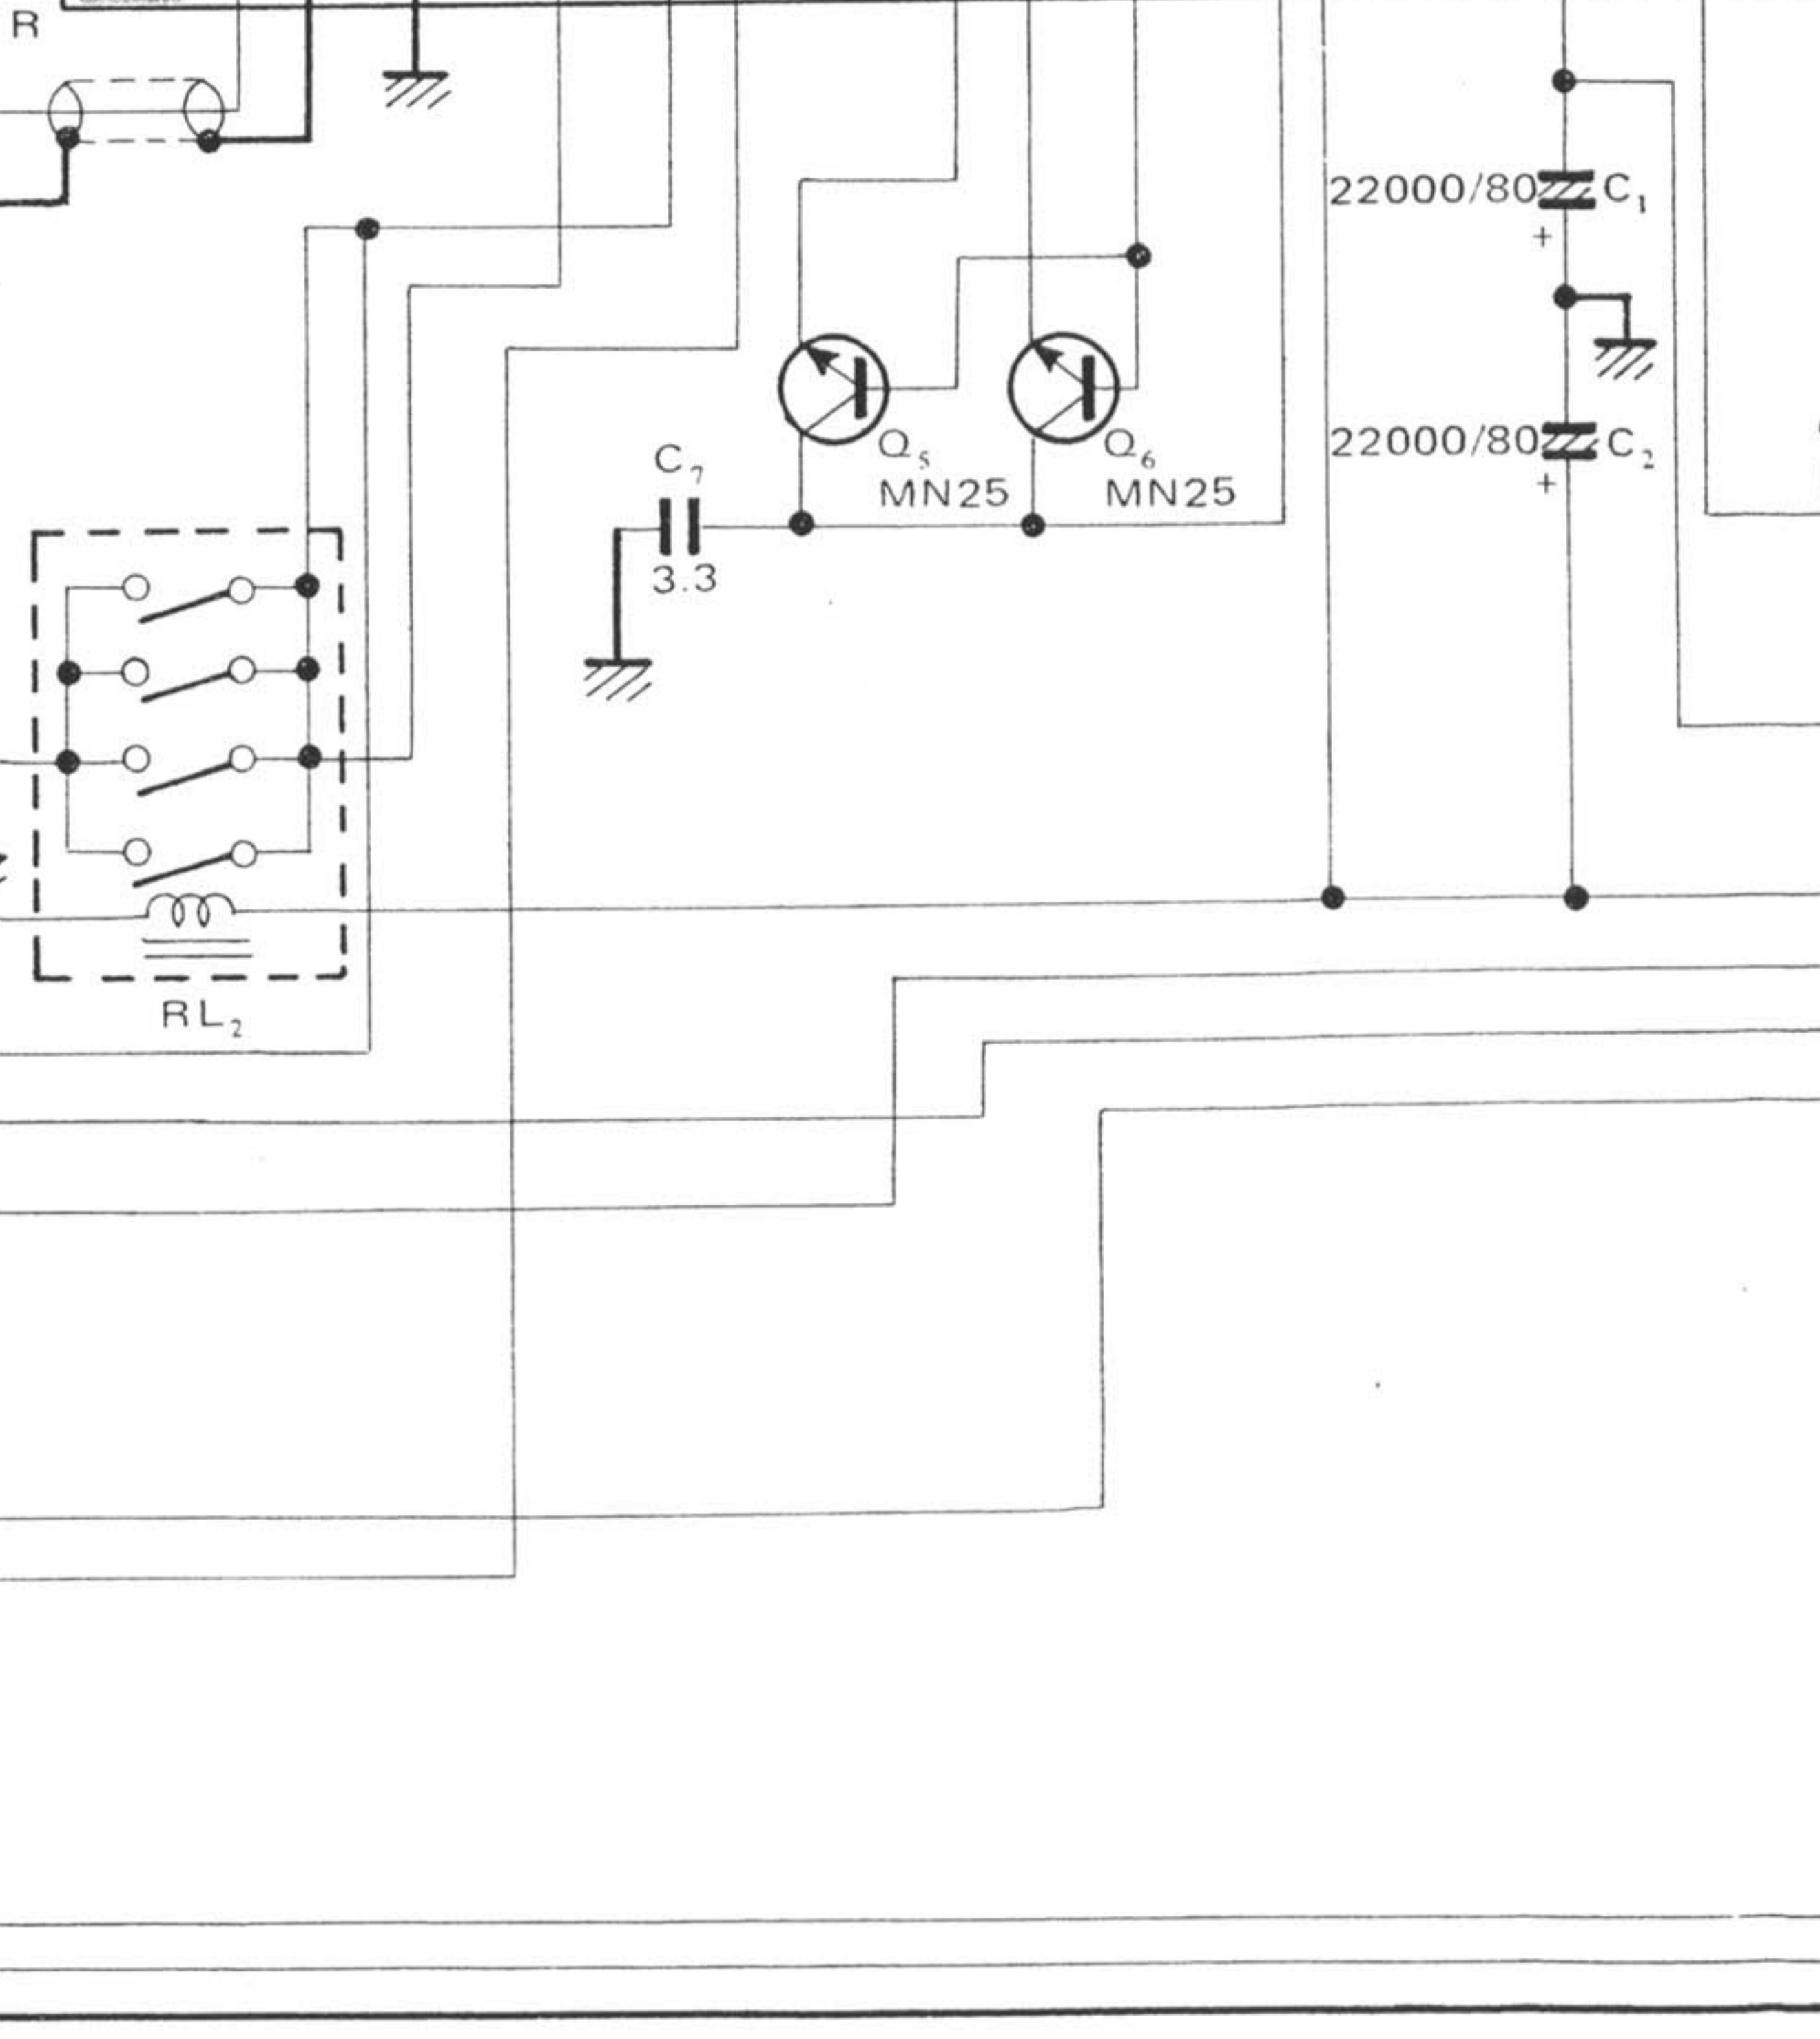 R
22000/80 C₁
+
C₇
Q₅
Q₆
22000/80 C₂
MN25
MN25
+
3.3
RL₂